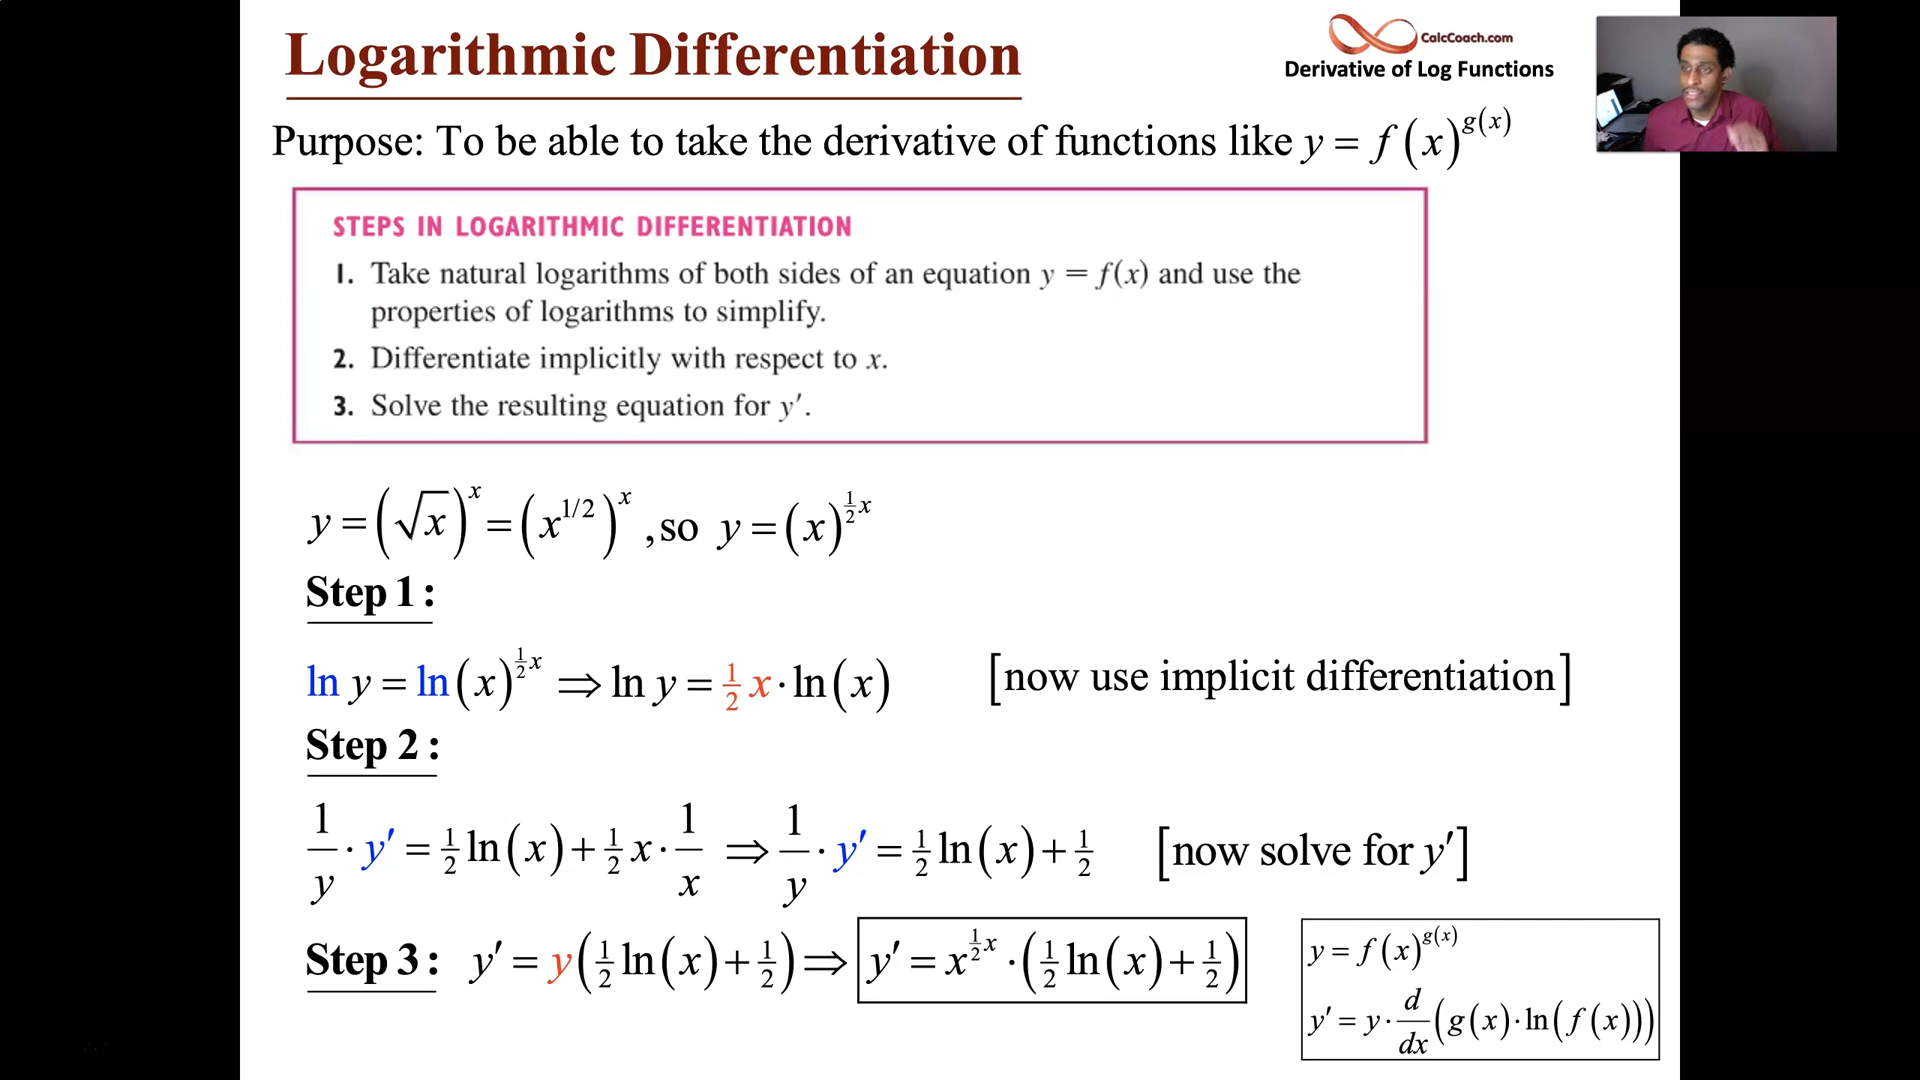 Logarithmic Differentiation
CalcCoach.com
Derivative of Log Functions
Purpose: To be able to take the derivative of functions like y = f(x)^{g(x)}
STEPS IN LOGARITHMIC DIFFERENTIATION
1. Take natural logarithms of both sides of an equation y = f(x) and use the
properties of logarithms to simplify.
2. Differentiate implicitly with respect to x.
3. Solve the resulting equation for y′.
y = (√x)^x = (x^{1/2})^x , so y = (x)^{½x}
Step 1:
ln y = ln(x)^{½x} ⇒ ln y = ½x · ln(x) [now use implicit differentiation]
Step 2:
1/y · y′ = ½ ln(x) + ½x · 1/x ⇒ 1/y · y′ = ½ ln(x) + ½ [now solve for y′]
Step 3: y′ = y(½ ln(x) + ½) ⇒ y′ = x^{½x} · (½ ln(x) + ½)
y = f(x)^{g(x)}
y′ = y · d/dx (g(x) · ln(f(x)))